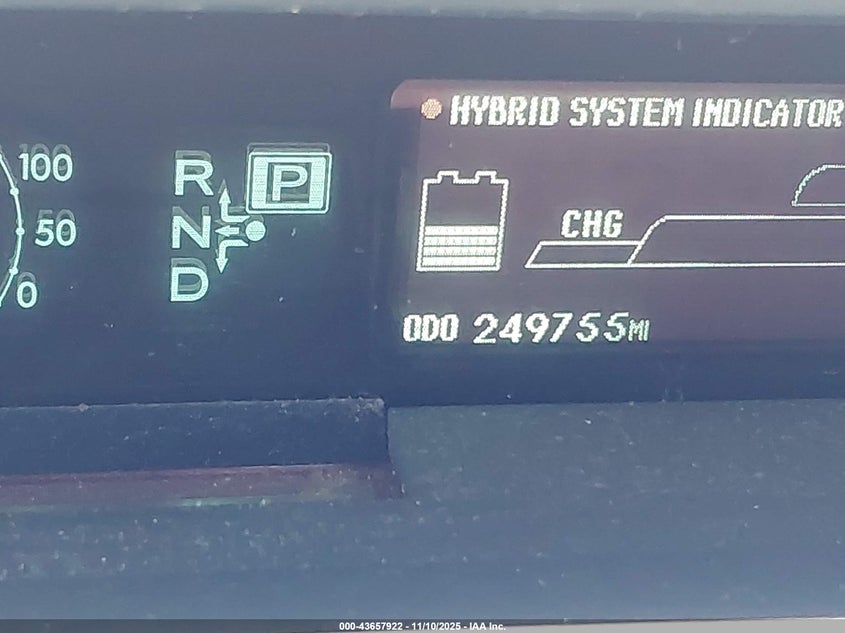 HYBRID SYSTEM INDICATOR
100
50
0
R
P
N
D
CHG
ODO 249755MI
000-43657922 - 11/10/2025 - IAA Inc.